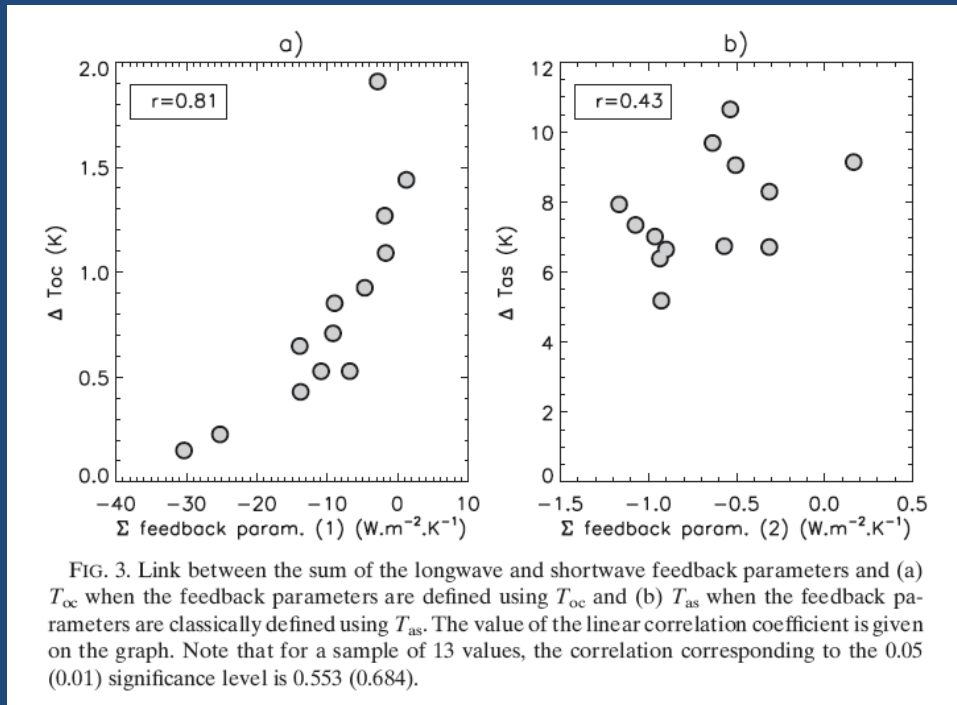 a)
r=0.81
2.0
1.5
1.0
0.5
0.0
Δ Toc (K)
−40 −30 −20 −10 0 10
Σ feedback param. (1) (W.m⁻².K⁻¹)
b)
r=0.43
12
10
8
6
4
2
0
Δ Tas (K)
−1.5 −1.0 −0.5 0.0 0.5
Σ feedback param. (2) (W.m⁻².K⁻¹)
FIG. 3. Link between the sum of the longwave and shortwave feedback parameters and (a)
Toc when the feedback parameters are defined using Toc and (b) Tas when the feedback pa-
rameters are classically defined using Tas. The value of the linear correlation coefficient is given
on the graph. Note that for a sample of 13 values, the correlation corresponding to the 0.05
(0.01) significance level is 0.553 (0.684).